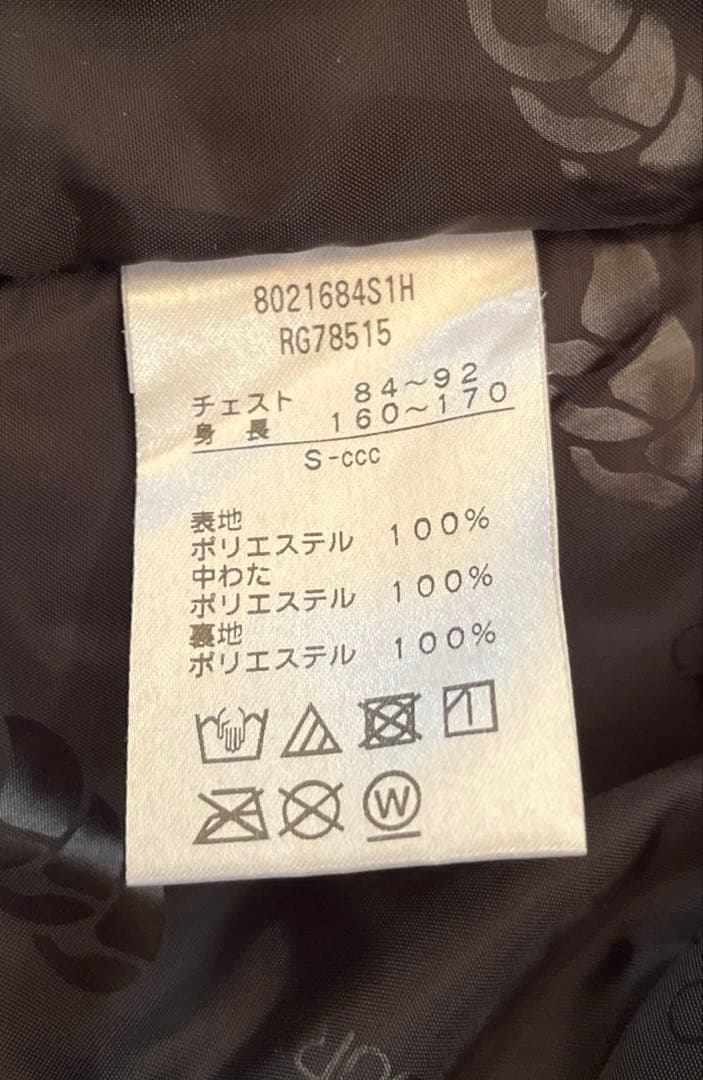 8021684S1H
RG78515
チェスト 84～92
身 長 160～170
S-ccc
表地
ポリエステル 100%
中わた
ポリエステル 100%
裏地
ポリエステル 100%
W